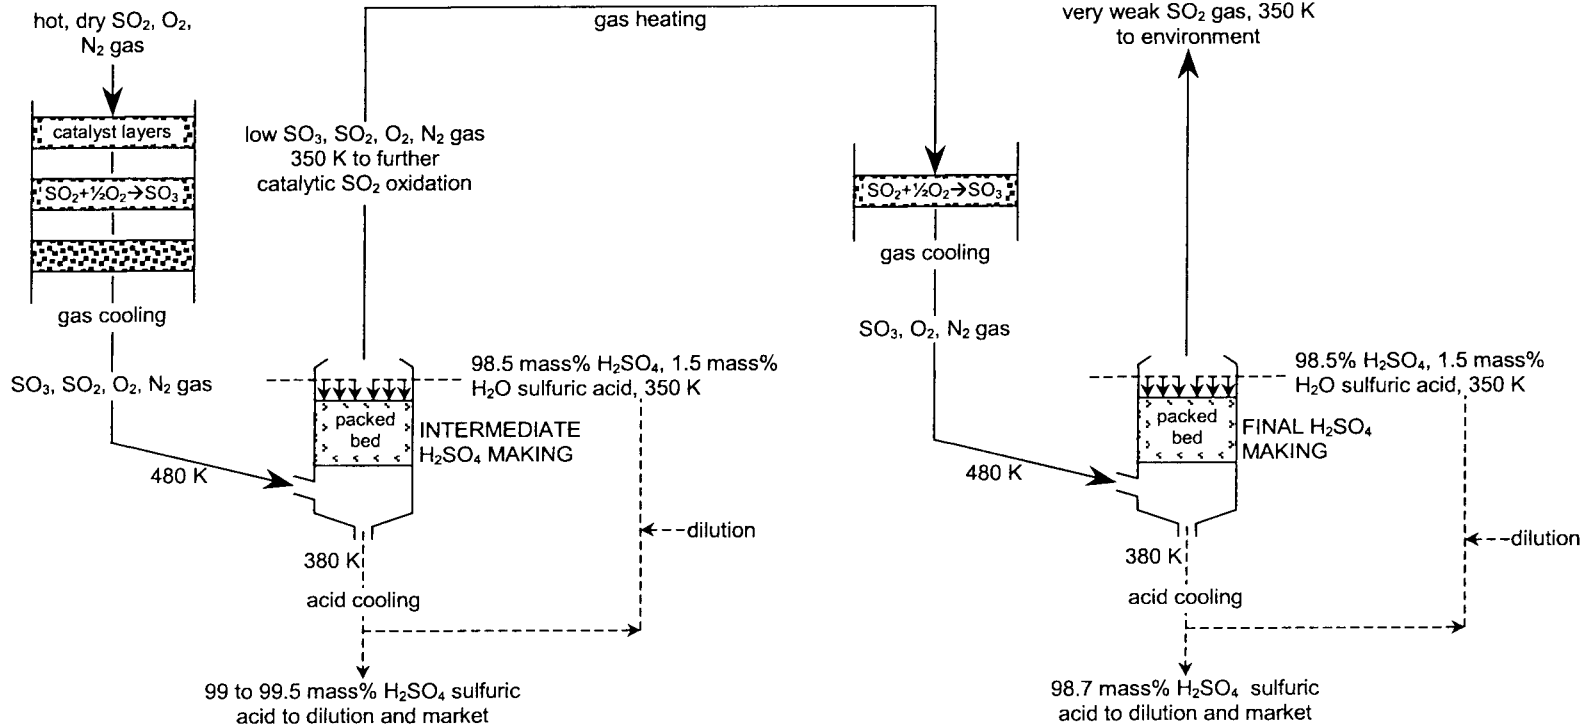 hot, dry SO₂, O₂,
N₂ gas
catalyst layers
SO₂+½O₂→SO₃
gas cooling
SO₃, SO₂, O₂, N₂ gas
480 K
gas heating
low SO₃, SO₂, O₂, N₂ gas
350 K to further
catalytic SO₂ oxidation
98.5 mass% H₂SO₄, 1.5 mass%
H₂O sulfuric acid, 350 K
packed
bed
INTERMEDIATE
H₂SO₄ MAKING
dilution
380 K
acid cooling
99 to 99.5 mass% H₂SO₄ sulfuric
acid to dilution and market
SO₂+½O₂→SO₃
gas cooling
SO₃, O₂, N₂ gas
480 K
very weak SO₂ gas, 350 K
to environment
98.5% H₂SO₄, 1.5 mass%
H₂O sulfuric acid, 350 K
packed
bed
FINAL H₂SO₄
MAKING
dilution
380 K
acid cooling
98.7 mass% H₂SO₄ sulfuric
acid to dilution and market